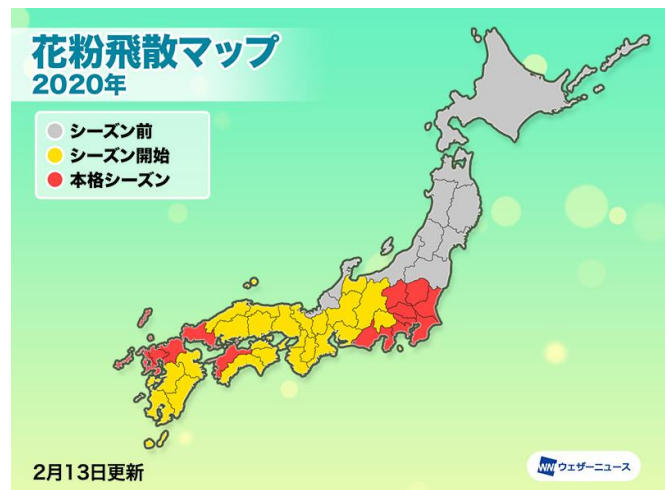 花粉飛散マップ
2020年
シーズン前
シーズン開始
本格シーズン
2月13日更新
WNI ウェザーニュース